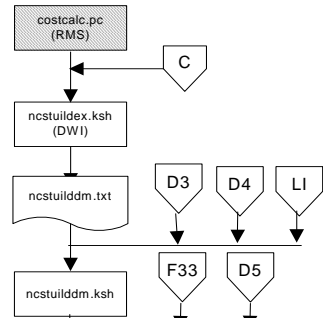 costcalc.pc
(RMS)
C
ncstuildex.ksh
(DWI)
ncstuilddm.txt
D3
D4
LI
F33
D5
ncstuilddm.ksh